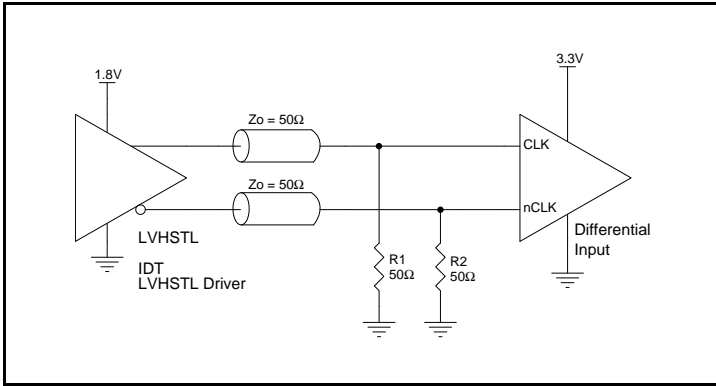 1.8V
3.3V
Zo = 50Ω
CLK
Zo = 50Ω
nCLK
LVHSTL
IDT
LVHSTL Driver
R1
50Ω
R2
50Ω
Differential
Input